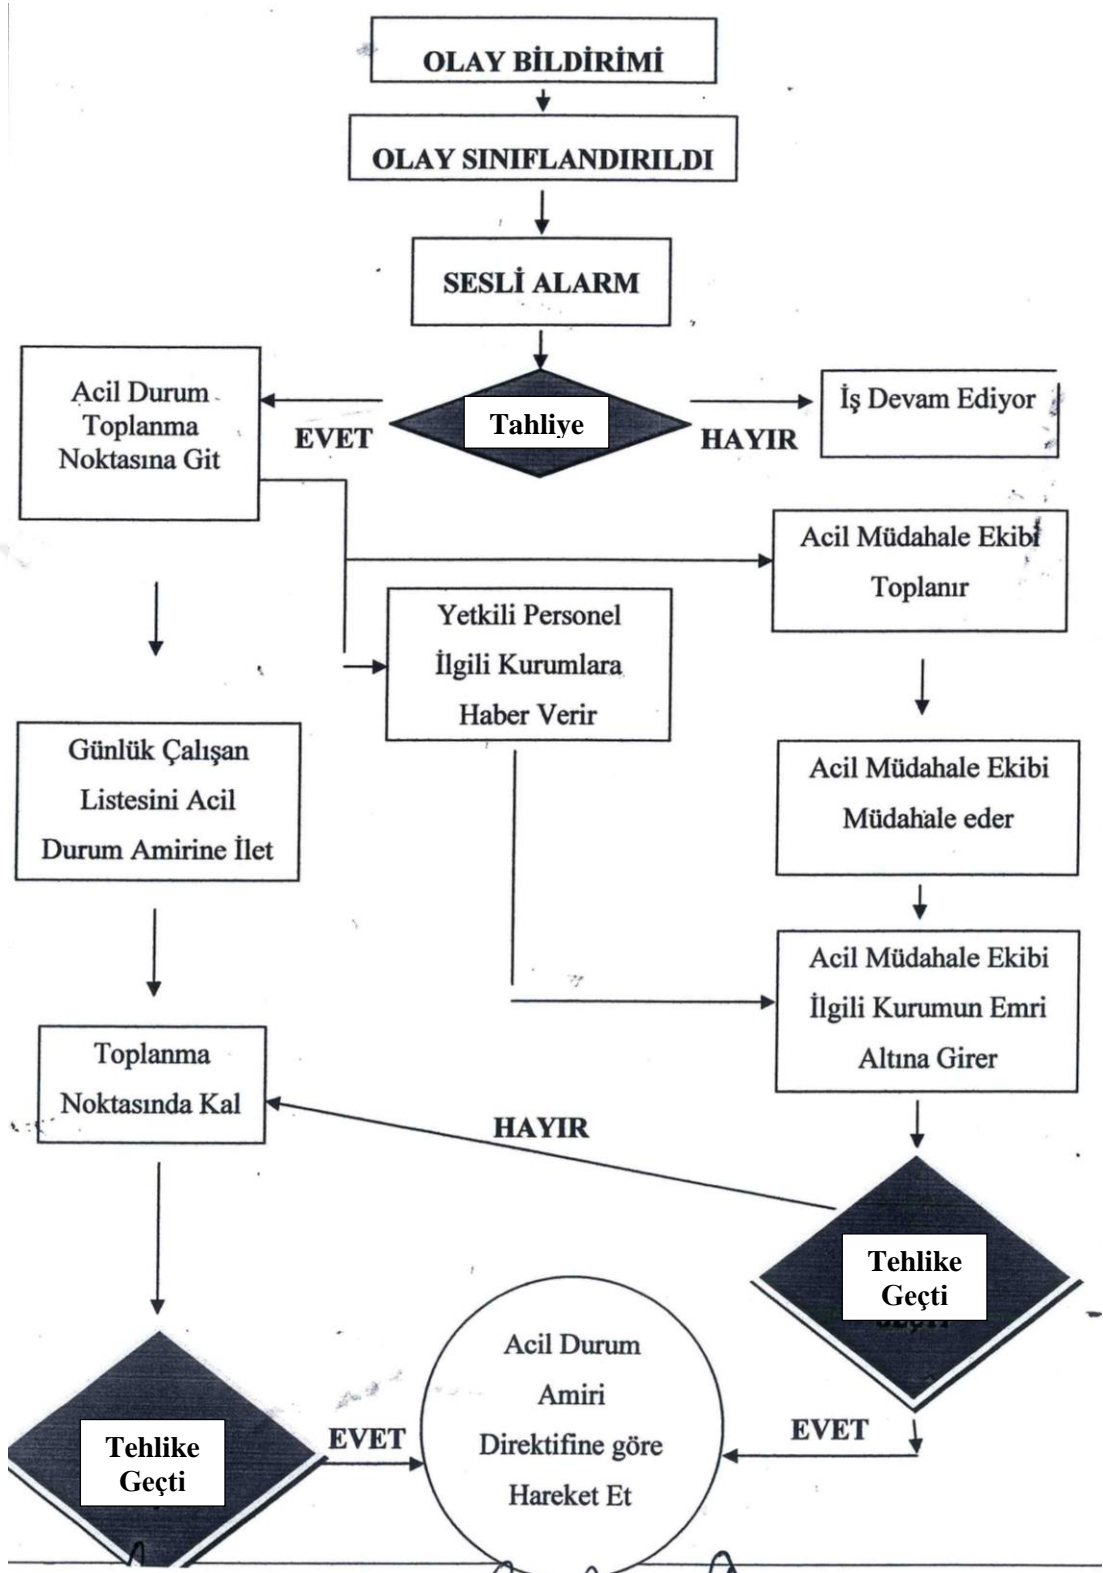 OLAY BİLDİRİMİ
OLAY SINIFLANDIRILDI
SESLİ ALARM
Acil Durum
Toplanma
Noktasına Git
EVET
Tahliye
HAYIR
İş Devam Ediyor
Acil Müdahale Ekibi
Toplanır
Yetkili Personel
İlgili Kurumlara
Haber Verir
Günlük Çalışan
Listesini Acil
Durum Amirine İlet
Acil Müdahale Ekibi
Müdahale eder
Acil Müdahale Ekibi
İlgili Kurumun Emri
Altına Girer
Toplanma
Noktasında Kal
HAYIR
Tehlike
Geçti
Tehlike
Geçti
EVET
Acil Durum
Amiri
Direktifine göre
Hareket Et
EVET